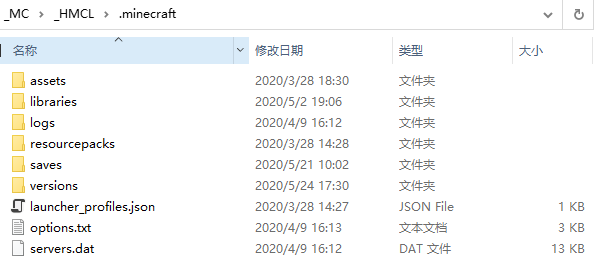 _MC > _HMCL > .minecraft
名称 修改日期 类型 大小
assets 2020/3/28 18:30 文件夹
libraries 2020/5/2 19:06 文件夹
logs 2020/4/9 16:12 文件夹
resourcepacks 2020/3/28 14:28 文件夹
saves 2020/5/21 10:02 文件夹
versions 2020/5/24 17:30 文件夹
launcher_profiles.json 2020/3/28 14:27 JSON File 1 KB
options.txt 2020/4/9 16:13 文本文档 3 KB
servers.dat 2020/4/9 16:12 DAT 文件 13 KB